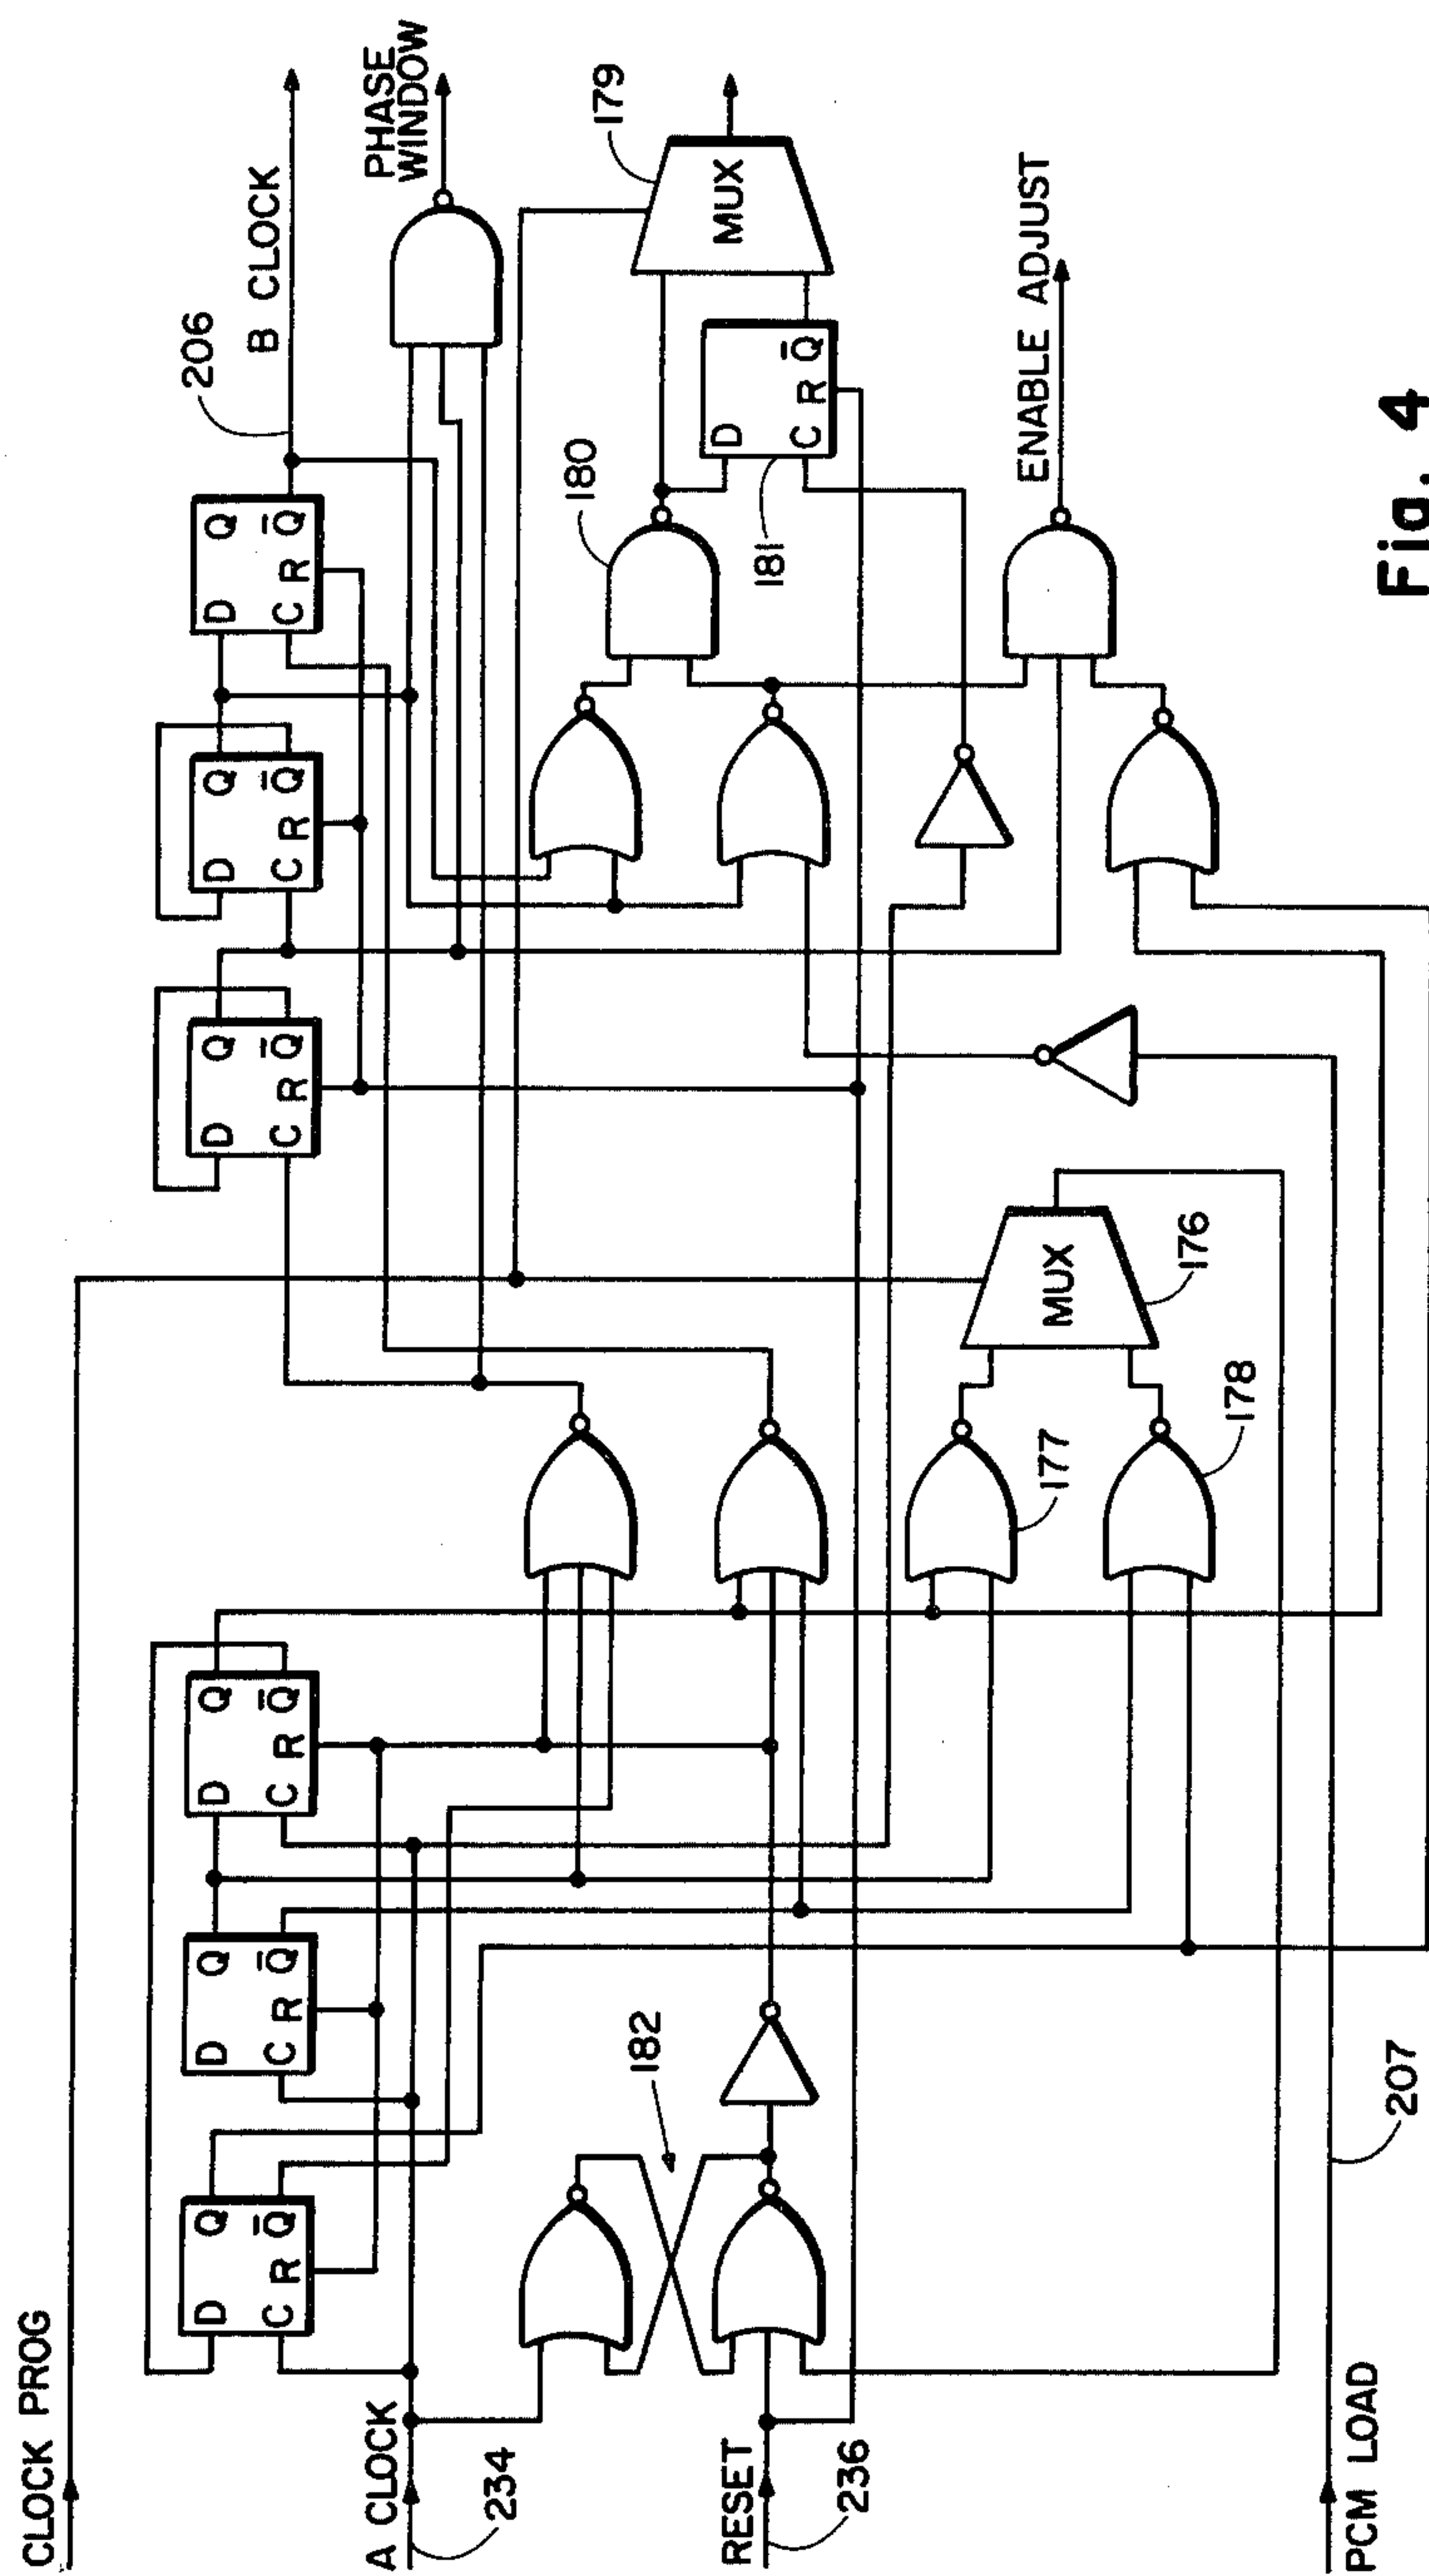 CLOCK PROG
A CLOCK
234
RESET
236
PCM LOAD
207
182
D Q
C R Q̅
D Q
C R Q̅
D Q
C R Q̅
177
178
MUX
176
D Q
C R Q̅
D Q
C R Q̅
D Q
C R Q̅
206
B CLOCK
PHASE
WINDOW
180
181
D
C R Q̅
MUX
179
ENABLE ADJUST
Fig. 4